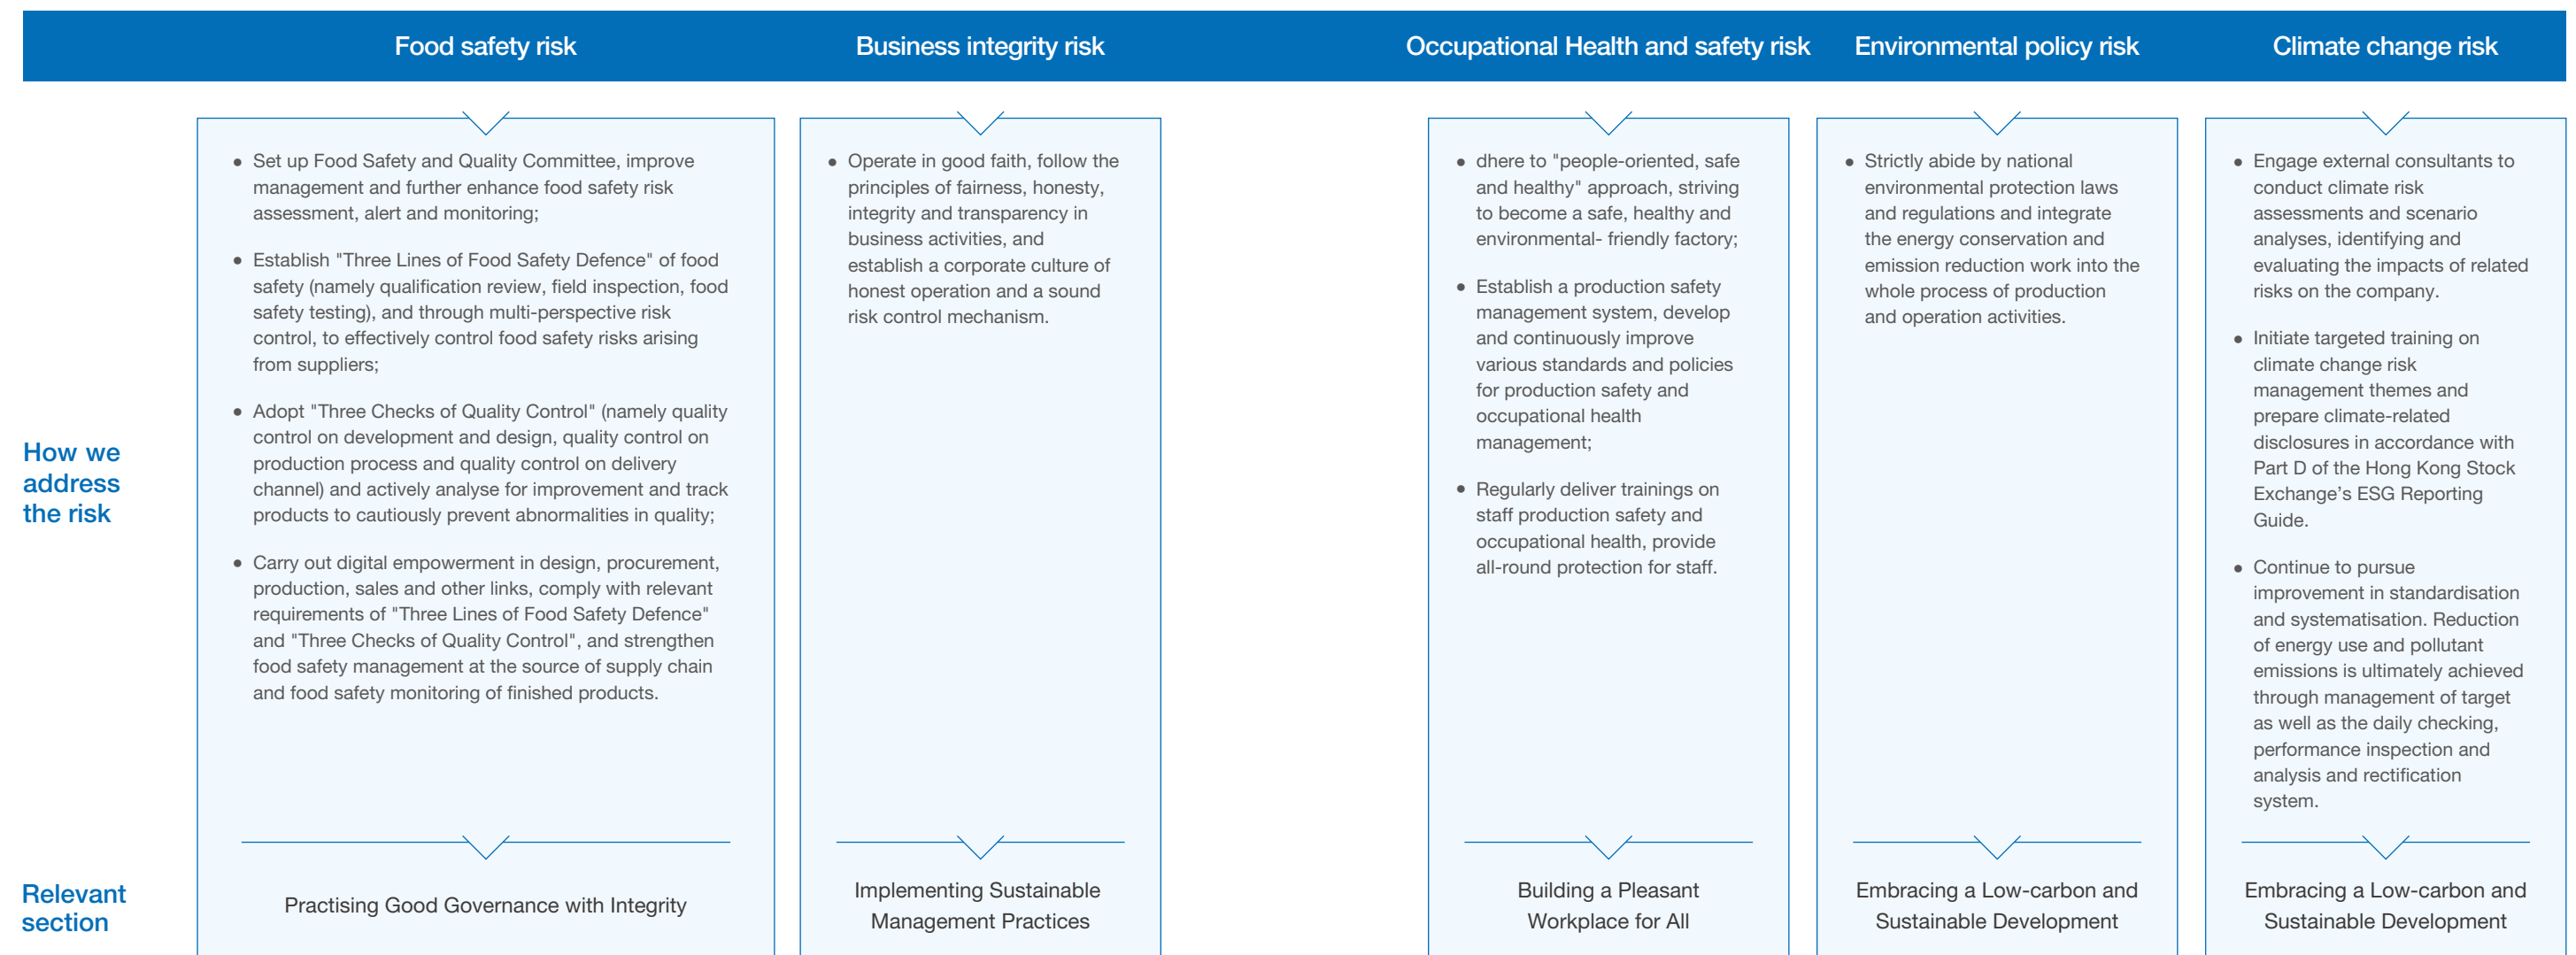 Food safety risk
Business integrity risk
Occupational Health and safety risk
Environmental policy risk
Climate change risk
How we
address
the risk
● Set up Food Safety and Quality Committee, improve
management and further enhance food safety risk
assessment, alert and monitoring;
● Establish "Three Lines of Food Safety Defence" of food
safety (namely qualification review, field inspection, food
safety testing), and through multi-perspective risk
control, to effectively control food safety risks arising
from suppliers;
● Adopt "Three Checks of Quality Control" (namely quality
control on development and design, quality control on
production process and quality control on delivery
channel) and actively analyse for improvement and track
products to cautiously prevent abnormalities in quality;
● Carry out digital empowerment in design, procurement,
production, sales and other links, comply with relevant
requirements of "Three Lines of Food Safety Defence"
and "Three Checks of Quality Control", and strengthen
food safety management at the source of supply chain
and food safety monitoring of finished products.
● Operate in good faith, follow the
principles of fairness, honesty,
integrity and transparency in
business activities, and
establish a corporate culture of
honest operation and a sound
risk control mechanism.
● dhere to "people-oriented, safe
and healthy" approach, striving
to become a safe, healthy and
environmental- friendly factory;
● Establish a production safety
management system, develop
and continuously improve
various standards and policies
for production safety and
occupational health
management;
● Regularly deliver trainings on
staff production safety and
occupational health, provide
all-round protection for staff.
● Strictly abide by national
environmental protection laws
and regulations and integrate
the energy conservation and
emission reduction work into the
whole process of production
and operation activities.
● Engage external consultants to
conduct climate risk
assessments and scenario
analyses, identifying and
evaluating the impacts of related
risks on the company.
● Initiate targeted training on
climate change risk
management themes and
prepare climate-related
disclosures in accordance with
Part D of the Hong Kong Stock
Exchange’s ESG Reporting
Guide.
● Continue to pursue
improvement in standardisation
and systematisation. Reduction
of energy use and pollutant
emissions is ultimately achieved
through management of target
as well as the daily checking,
performance inspection and
analysis and rectification
system.
Relevant
section
Practising Good Governance with Integrity
Implementing Sustainable
Management Practices
Building a Pleasant
Workplace for All
Embracing a Low-carbon and
Sustainable Development
Embracing a Low-carbon and
Sustainable Development